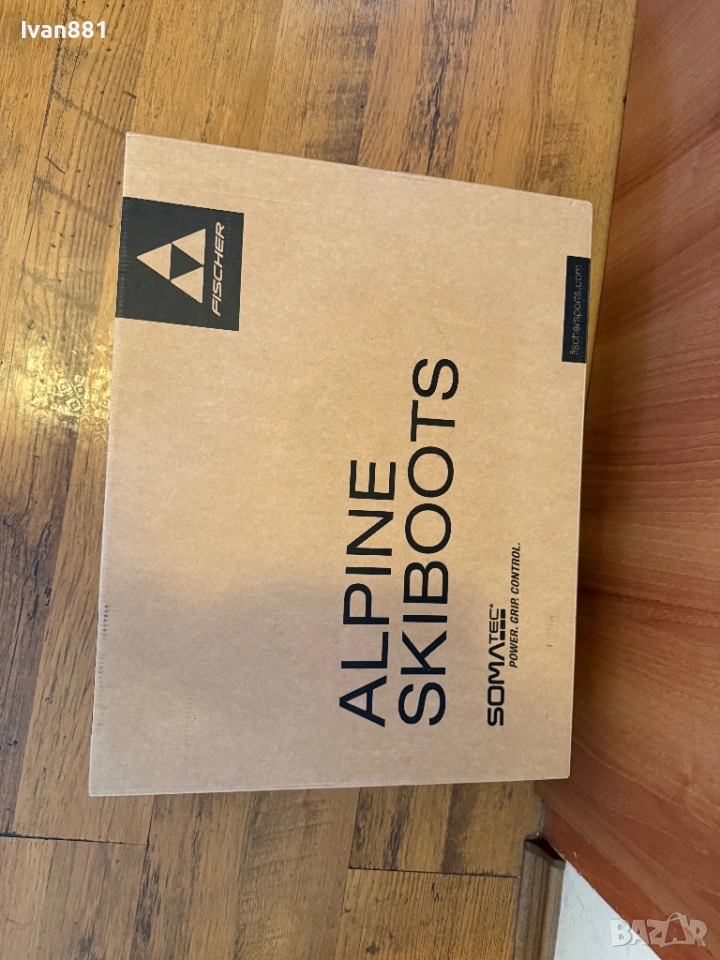 Ivan881
FISCHER
fischersports.com
ALPINE
SKIBOOTS
SOMATEC®
POWER. GRIP. CONTROL.
BAZAR